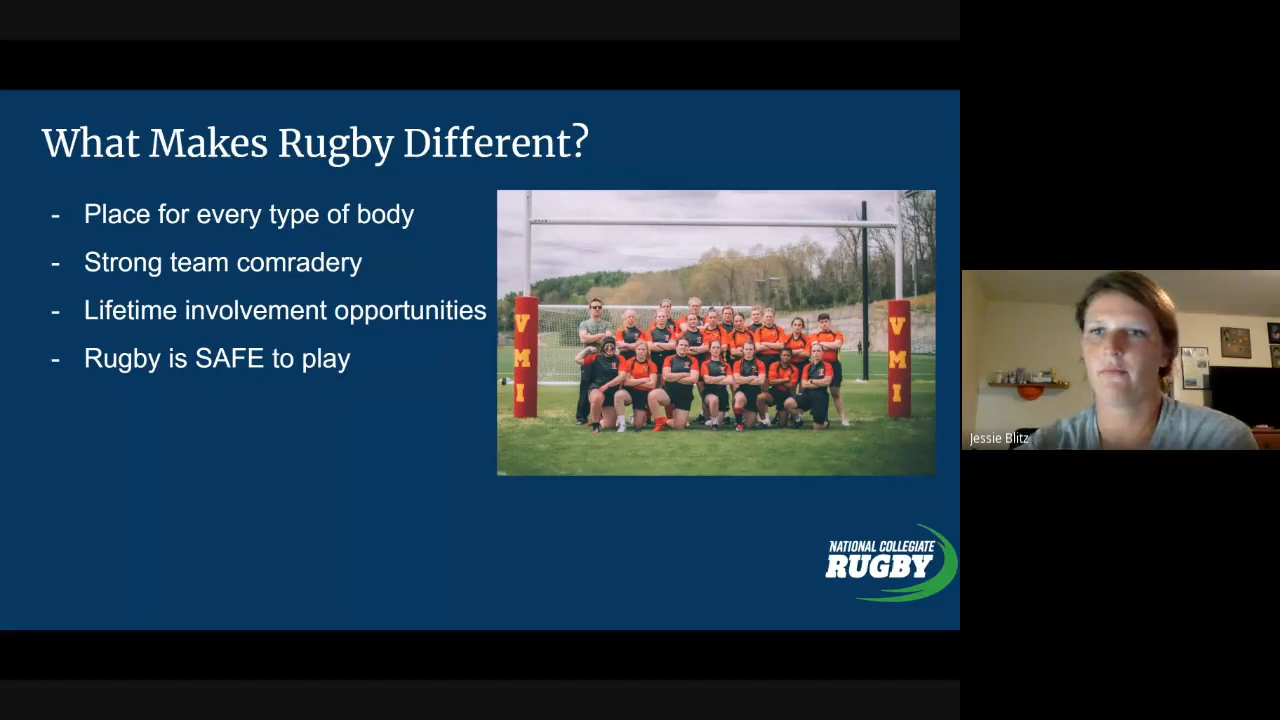 What Makes Rugby Different?
- Place for every type of body
- Strong team comradery
- Lifetime involvement opportunities
- Rugby is SAFE to play
VMI
VMI
NATIONAL COLLEGIATE
RUGBY
Jessie Blitz